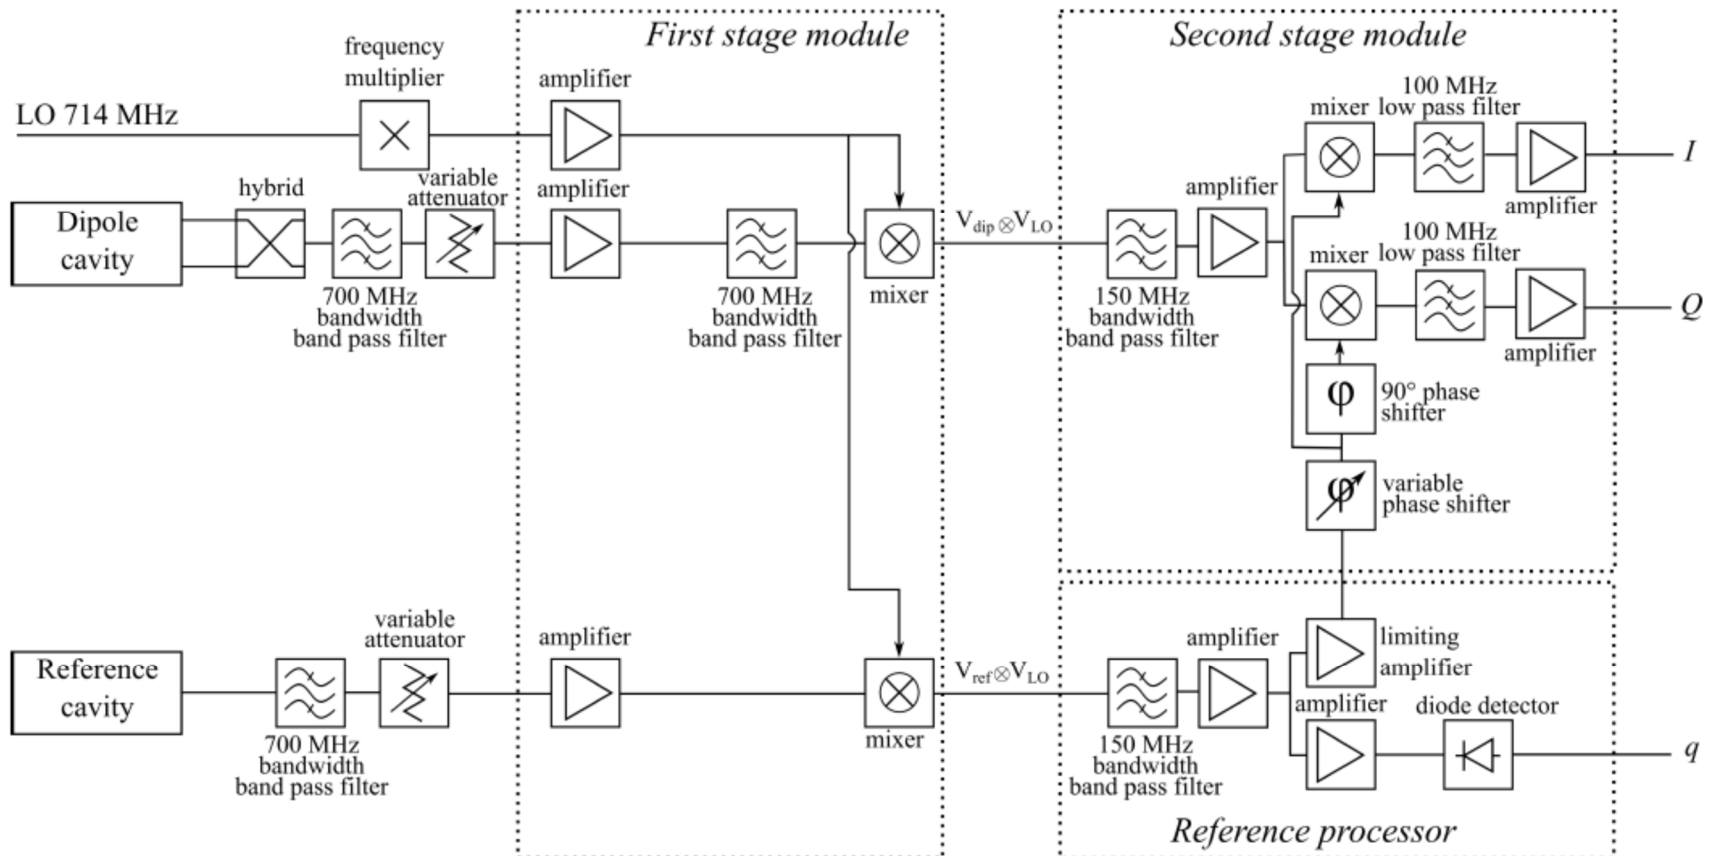 First stage module
Second stage module
frequency
multiplier
amplifier
LO 714 MHz
100 MHz
mixer low pass filter
I
amplifier
variable
attenuator
amplifier
hybrid
amplifier
Dipole
cavity
V_dip⊗V_LO
100 MHz
mixer low pass filter
Q
amplifier
700 MHz
bandwidth
band pass filter
700 MHz
bandwidth
band pass filter
mixer
150 MHz
bandwidth
band pass filter
φ
90° phase
shifter
φ
variable
phase shifter
variable
attenuator
amplifier
Reference
cavity
V_ref⊗V_LO
amplifier
limiting
amplifier
amplifier
diode detector
q
700 MHz
bandwidth
band pass filter
mixer
150 MHz
bandwidth
band pass filter
Reference processor